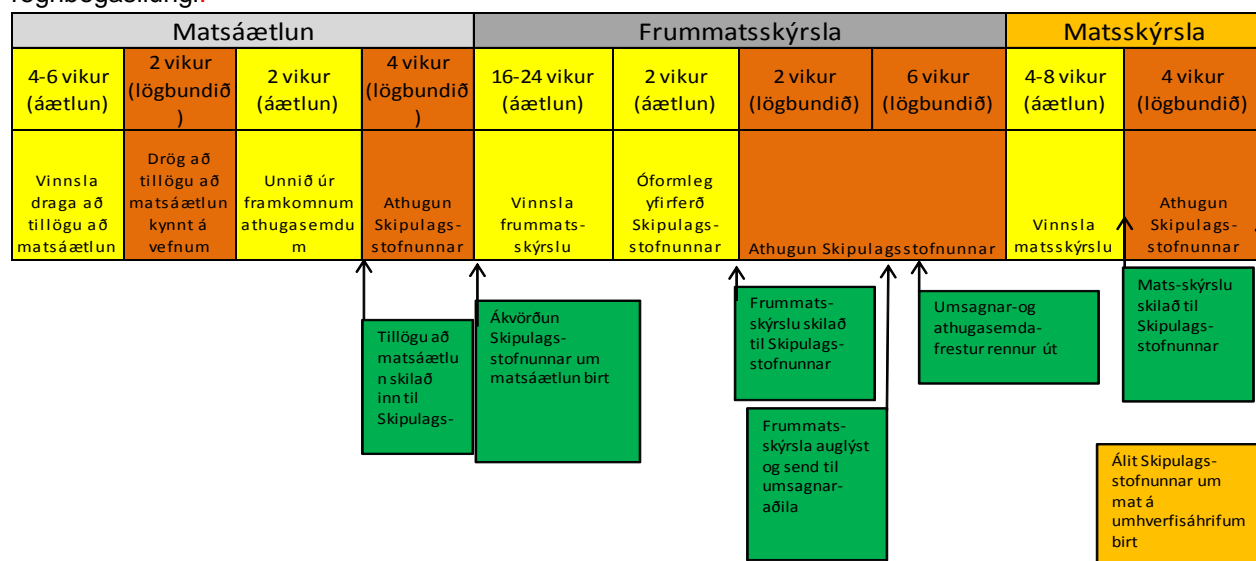 regnbogasilungi.
Matsáætlun
Frummatsskýrsla
Matsskýrsla
4-6 vikur
(áætlun)
2 vikur
(lögbundið
)
2 vikur
(áætlun)
4 vikur
(lögbundið
)
16-24 vikur
(áætlun)
2 vikur
(áætlun)
2 vikur
(lögbundið)
6 vikur
(lögbundið)
4-8 vikur
(áætlun)
4 vikur
(lögbundið)
Vinnsla
draga að
tillögu að
matsáætlun
Drög að
tillögu að
matsáætlun
kynnt á
vefnum
Unnið úr
framkomnum
athugasemdu
m
Athugun
Skipulags-
stofnunnar
Vinnsla
frummats-
skýrslu
Óformleg
yfirferð
Skipulags-
stofnunnar
Athugun Skipulagsstofnunnar
Vinnsla
matsskýrslu
Athugun
Skipulags-
stofnunnar
Tillögu að
matsáætlu
n skilað
inn til
Skipulags-
Ákvörðun
Skipulags-
stofnunnar um
matsáætlun birt
Frummats-
skýrslu skilað
til Skipulags-
stofnunnar
Frummats-
skýrsla auglýst
og send til
umsagnar-
aðila
Umsagnar-og
athugasemda-
frestur rennur út
Mats-skýrslu
skilað til
Skipulags-
stofnunnar
Álit Skipulags-
stofnunnar um
mat á
umhverfisáhrifum
birt